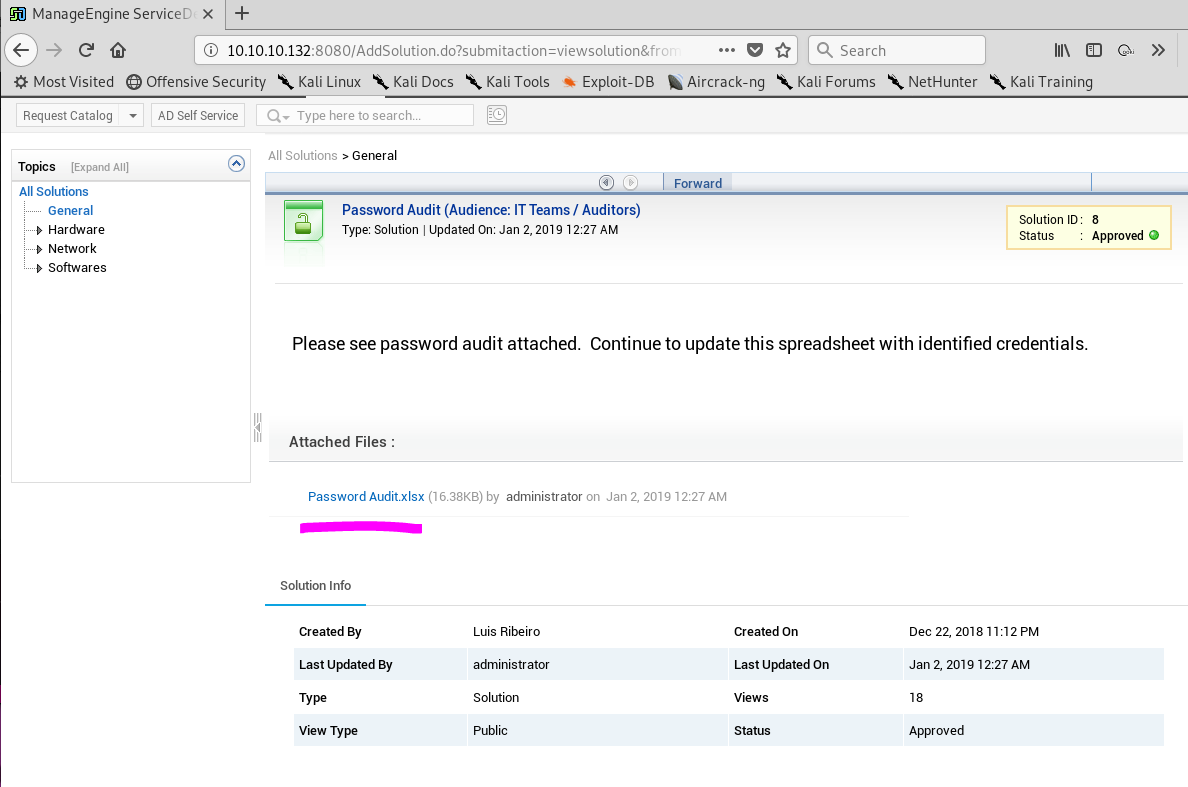 ManageEngine ServiceDe
10.10.10.132:8080/AddSolution.do?submitaction=viewsolution&from
Search
Most Visited Offensive Security Kali Linux Kali Docs Kali Tools Exploit-DB Aircrack-ng Kali Forums NetHunter Kali Training
Request Catalog AD Self Service Type here to search...
Topics [Expand All]
All Solutions
General
Hardware
Network
Softwares
All Solutions > General
Forward
Password Audit (Audience: IT Teams / Auditors)
Type: Solution | Updated On: Jan 2, 2019 12:27 AM
Solution ID : 8
Status : Approved
Please see password audit attached. Continue to update this spreadsheet with identified credentials.
Attached Files :
Password Audit.xlsx (16.38KB) by administrator on Jan 2, 2019 12:27 AM
Solution Info
Created By Luis Ribeiro Created On Dec 22, 2018 11:12 PM
Last Updated By administrator Last Updated On Jan 2, 2019 12:27 AM
Type Solution Views 18
View Type Public Status Approved